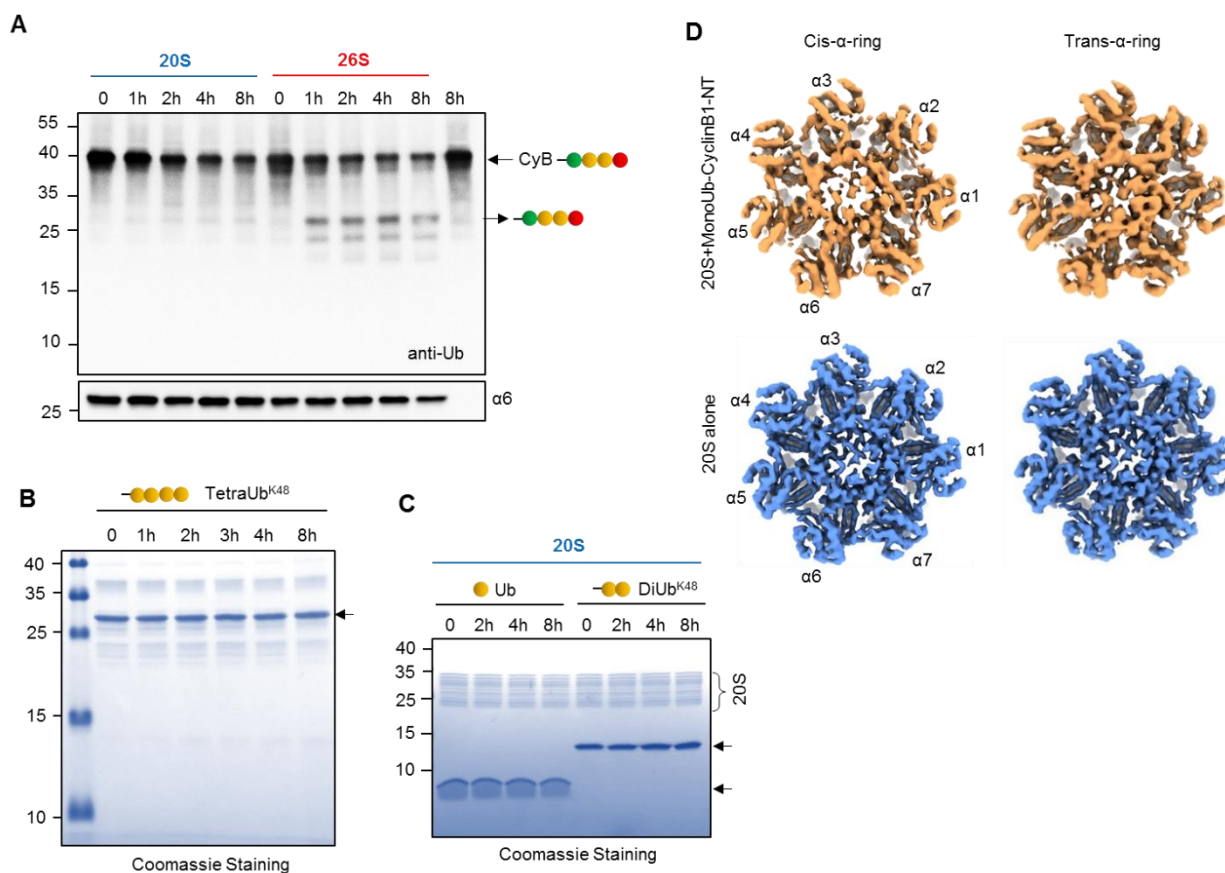 A
20S 26S
0 1h 2h 4h 8h 0 1h 2h 4h 8h 8h
55
40
35
25
15
10
CyB
anti-Ub
25
α6
B
TetraUbK48
0 1h 2h 3h 4h 8h
40
35
25
15
10
Coomassie Staining
C
20S
Ub DiUbK48
0 2h 4h 8h 0 2h 4h 8h
40
35
25
15
10
20S
Coomassie Staining
D
Cis-α-ring Trans-α-ring
20S+MonoUb-CyclinB1-NT
α3
α2
α4
α1
α5
α6
α7
20S alone
α3
α2
α4
α1
α5
α6
α7